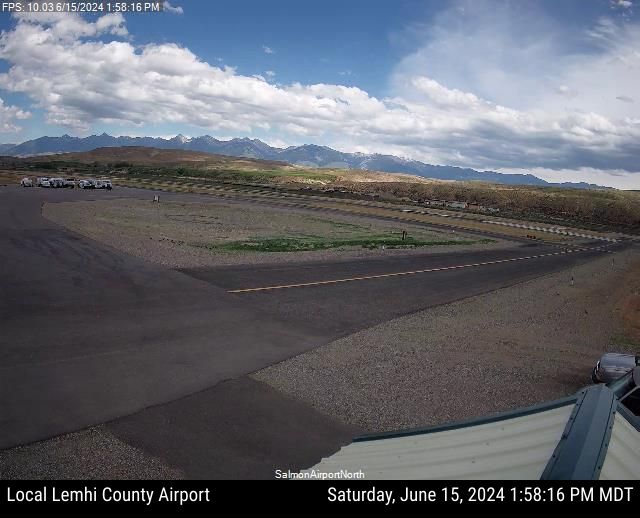 FPS: 10.03 6/15/2024 1:58:16 PM
SalmonAirportNorth
Local Lemhi County Airport Saturday, June 15, 2024 1:58:16 PM MDT